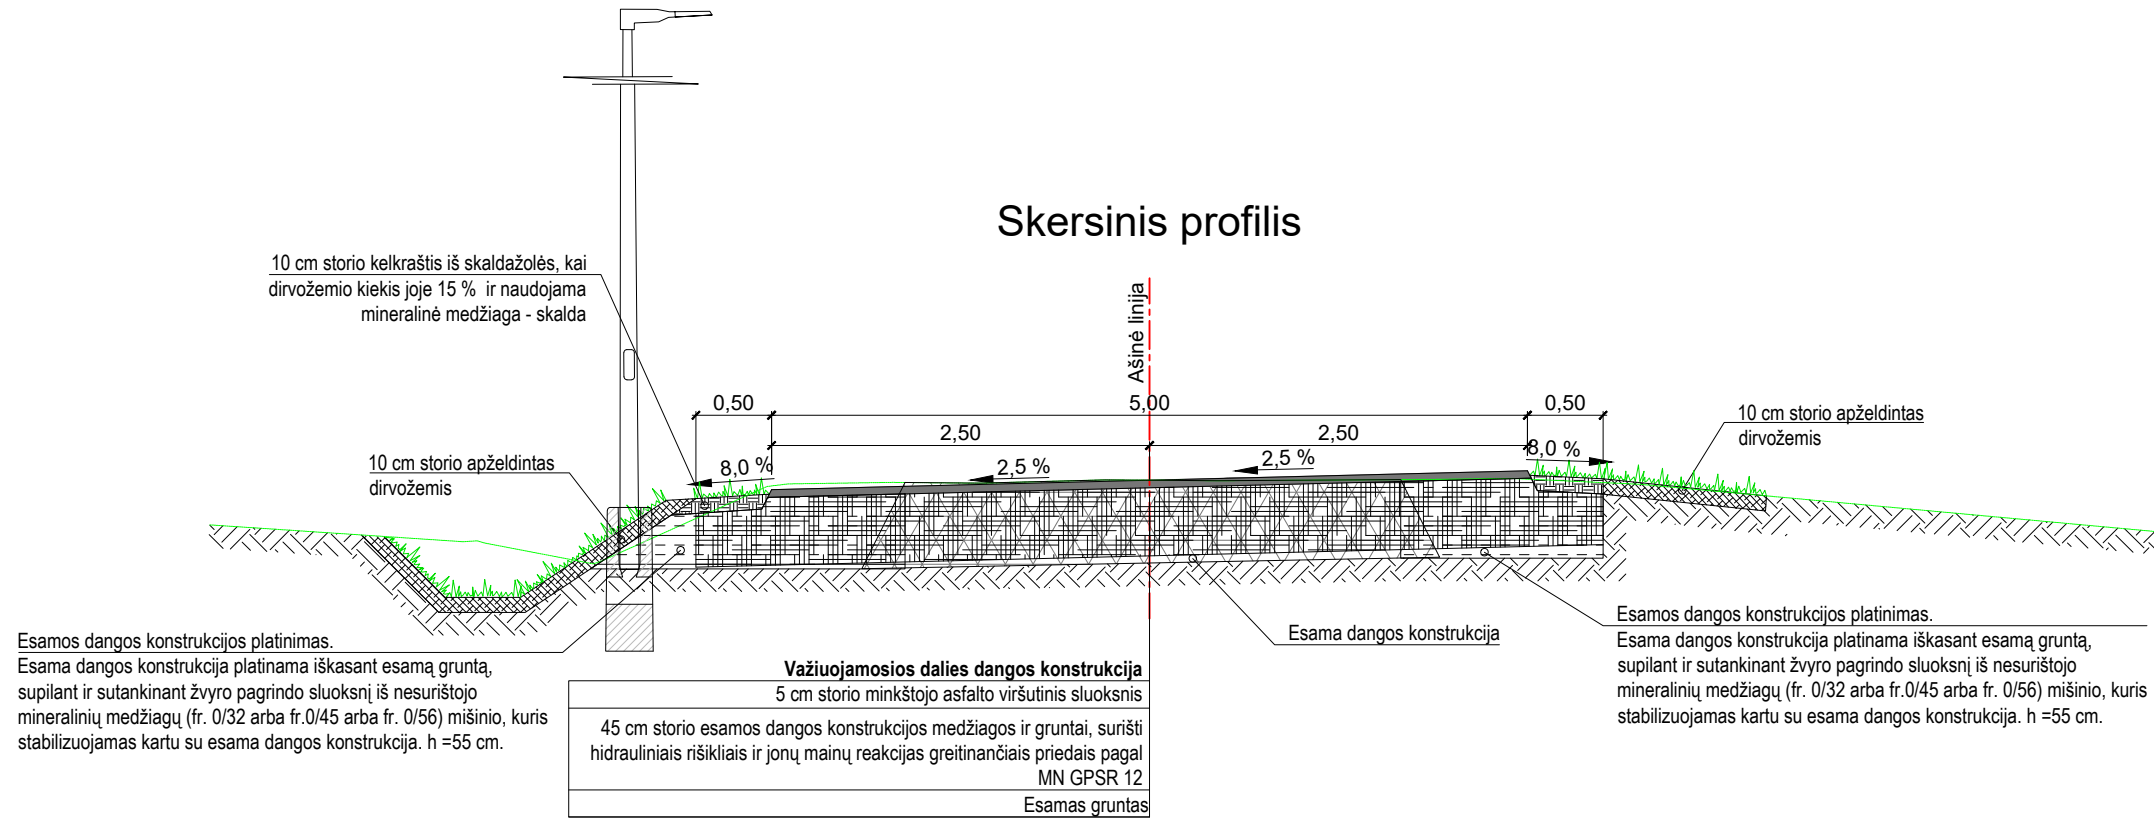 Skersinis profilis
10 cm storio kelkraštis iš skaldažolės, kai
dirvožemio kiekis joje 15 % ir naudojama
mineralinė medžiaga - skalda
Ašinė linija
0,50
5,00
0,50
10 cm storio apželdintas
dirvožemis
2,50
2,50
10 cm storio apželdintas
dirvožemis
8,0 %
2,5 %
2,5 %
8,0 %
Esamos dangos konstrukcijos platinimas.
Esama dangos konstrukcija platinama iškasant esamą gruntą,
supilant ir sutankinant žvyro pagrindo sluoksnį iš nesurištojo
mineralinių medžiagų (fr. 0/32 arba fr.0/45 arba fr. 0/56) mišinio, kuris
stabilizuojamas kartu su esama dangos konstrukcija. h =55 cm.
Esama dangos konstrukcija
Esamos dangos konstrukcijos platinimas.
Esama dangos konstrukcija platinama iškasant esamą gruntą,
supilant ir sutankinant žvyro pagrindo sluoksnį iš nesurištojo
mineralinių medžiagų (fr. 0/32 arba fr.0/45 arba fr. 0/56) mišinio, kuris
stabilizuojamas kartu su esama dangos konstrukcija. h =55 cm.
Važiuojamosios dalies dangos konstrukcija
5 cm storio minkštojo asfalto viršutinis sluoksnis
45 cm storio esamos dangos konstrukcijos medžiagos ir gruntai, surišti
hidrauliniais rišikliais ir jonų mainų reakcijas greitinančiais priedais pagal
MN GPSR 12
Esamas gruntas